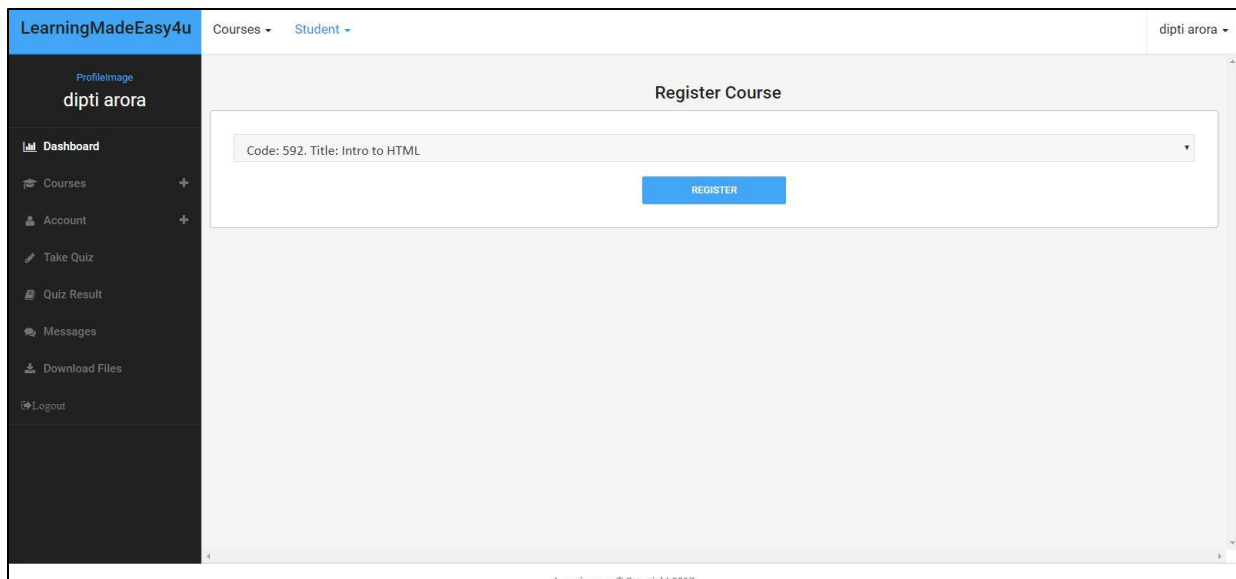 LearningMadeEasy4u
Courses
Student
dipti arora
ProfileImage
dipti arora
Dashboard
Courses
Account
Take Quiz
Quiz Result
Messages
Download Files
Logout
Register Course
Code: 592. Title: Intro to HTML
REGISTER